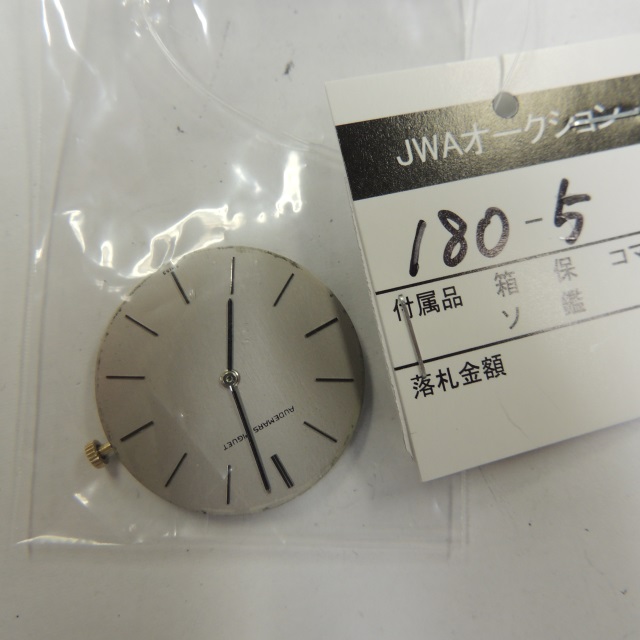 JWAオークション
180-5
付属品 箱 保 コマ
ソ 鑑
落札金額
AUDEMARS PIGUET